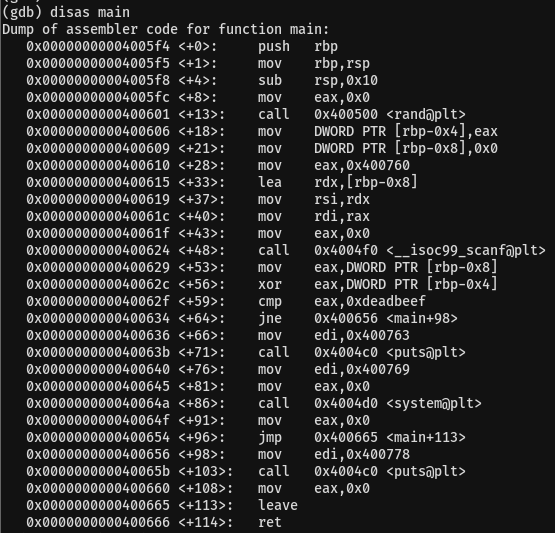 (gdb) disas main
Dump of assembler code for function main:
0x00000000004005f4 <+0>: push rbp
0x00000000004005f5 <+1>: mov rbp,rsp
0x00000000004005f8 <+4>: sub rsp,0x10
0x00000000004005fc <+8>: mov eax,0x0
0x0000000000400601 <+13>: call 0x400500 <rand@plt>
0x0000000000400606 <+18>: mov DWORD PTR [rbp-0x4],eax
0x0000000000400609 <+21>: mov DWORD PTR [rbp-0x8],0x0
0x0000000000400610 <+28>: mov eax,0x400760
0x0000000000400615 <+33>: lea rdx,[rbp-0x8]
0x0000000000400619 <+37>: mov rsi,rdx
0x000000000040061c <+40>: mov rdi,rax
0x000000000040061f <+43>: mov eax,0x0
0x0000000000400624 <+48>: call 0x4004f0 <__isoc99_scanf@plt>
0x0000000000400629 <+53>: mov eax,DWORD PTR [rbp-0x8]
0x000000000040062c <+56>: xor eax,DWORD PTR [rbp-0x4]
0x000000000040062f <+59>: cmp eax,0xdeadbeef
0x0000000000400634 <+64>: jne 0x400656 <main+98>
0x0000000000400636 <+66>: mov edi,0x400763
0x000000000040063b <+71>: call 0x4004c0 <puts@plt>
0x0000000000400640 <+76>: mov edi,0x400769
0x0000000000400645 <+81>: mov eax,0x0
0x000000000040064a <+86>: call 0x4004d0 <system@plt>
0x000000000040064f <+91>: mov eax,0x0
0x0000000000400654 <+96>: jmp 0x400665 <main+113>
0x0000000000400656 <+98>: mov edi,0x400778
0x000000000040065b <+103>: call 0x4004c0 <puts@plt>
0x0000000000400660 <+108>: mov eax,0x0
0x0000000000400665 <+113>: leave
0x0000000000400666 <+114>: ret